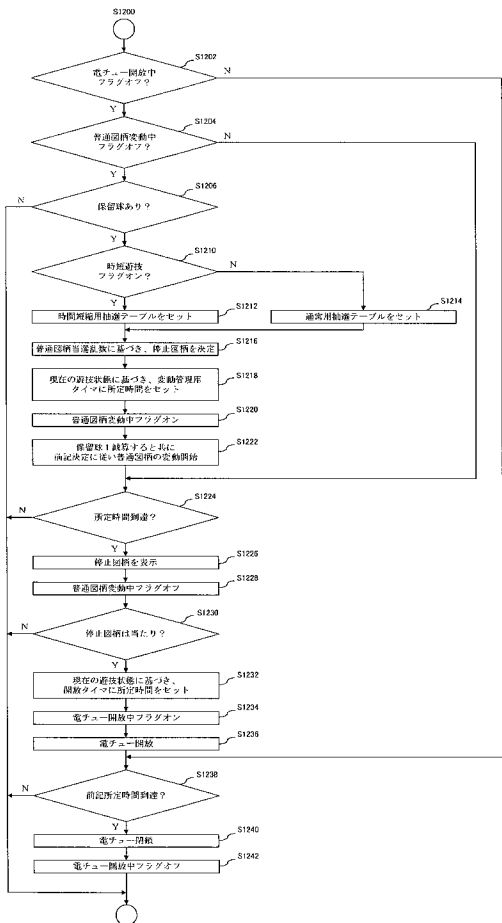 S1200
S1202
電チュー開放中
フラグオフ？
N
Y
S1204
普通図柄変動中
フラグオフ？
N
Y
S1206
保留球あり？
N
Y
S1210
時短遊技
フラグオン？
N
Y
S1212
時間短縮用抽選テーブルをセット
S1214
通常用抽選テーブルをセット
S1216
普通図柄当選乱数に基づき、停止図柄を決定
S1218
現在の遊技状態に基づき、変動管理用
タイマに所定時間をセット
S1220
普通図柄変動中フラグオン
S1222
保留球１減算すると共に
前記決定に従い普通図柄の変動開始
S1224
所定時間到達？
N
Y
S1226
停止図柄を表示
S1228
普通図柄変動中フラグオフ
S1230
停止図柄は当たり？
N
Y
S1232
現在の遊技状態に基づき、
開放タイマに所定時間をセット
S1234
電チュー開放中フラグオン
S1236
電チュー開放
S1238
前記所定時間到達？
N
Y
S1240
電チュー閉鎖
S1242
電チュー開放中フラグオフ